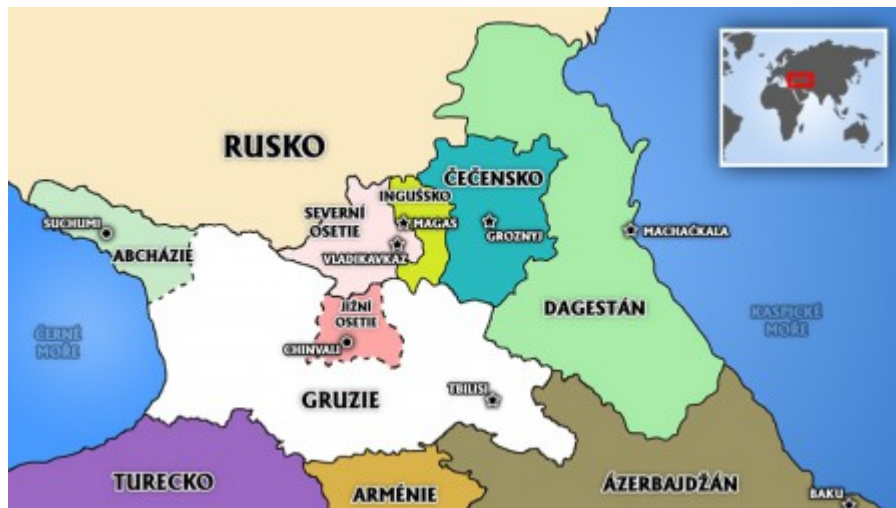 RUSKO
ČEČENSKO
INGUŠSKO
SEVERNÍ
OSETIE
MAGAS
GROZNYJ
SUCHUMI
MACHAČKALA
ABCHÁZIE
VLADIKAVKAZ
JIŽNÍ
OSETIE
DAGESTÁN
KASPICKÉ
MOŘE
ČERNÉ
MOŘE
CHINVALI
GRUZIE
TBILISI
TURECKO
ARMÉNIE
ÁZERBAJDŽÁN
BAKU